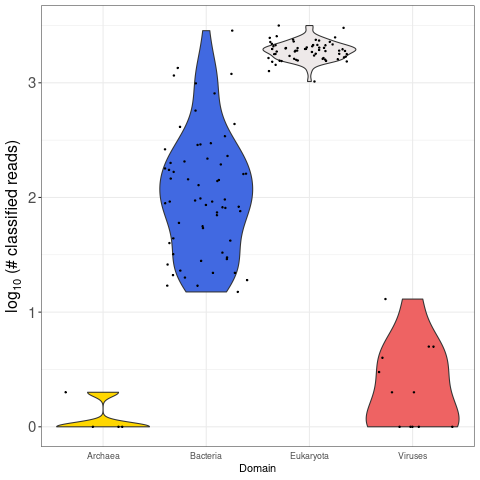 3
2
1
0
log10 (# classified reads)
Archaea
Bacteria
Eukaryota
Viruses
Domain